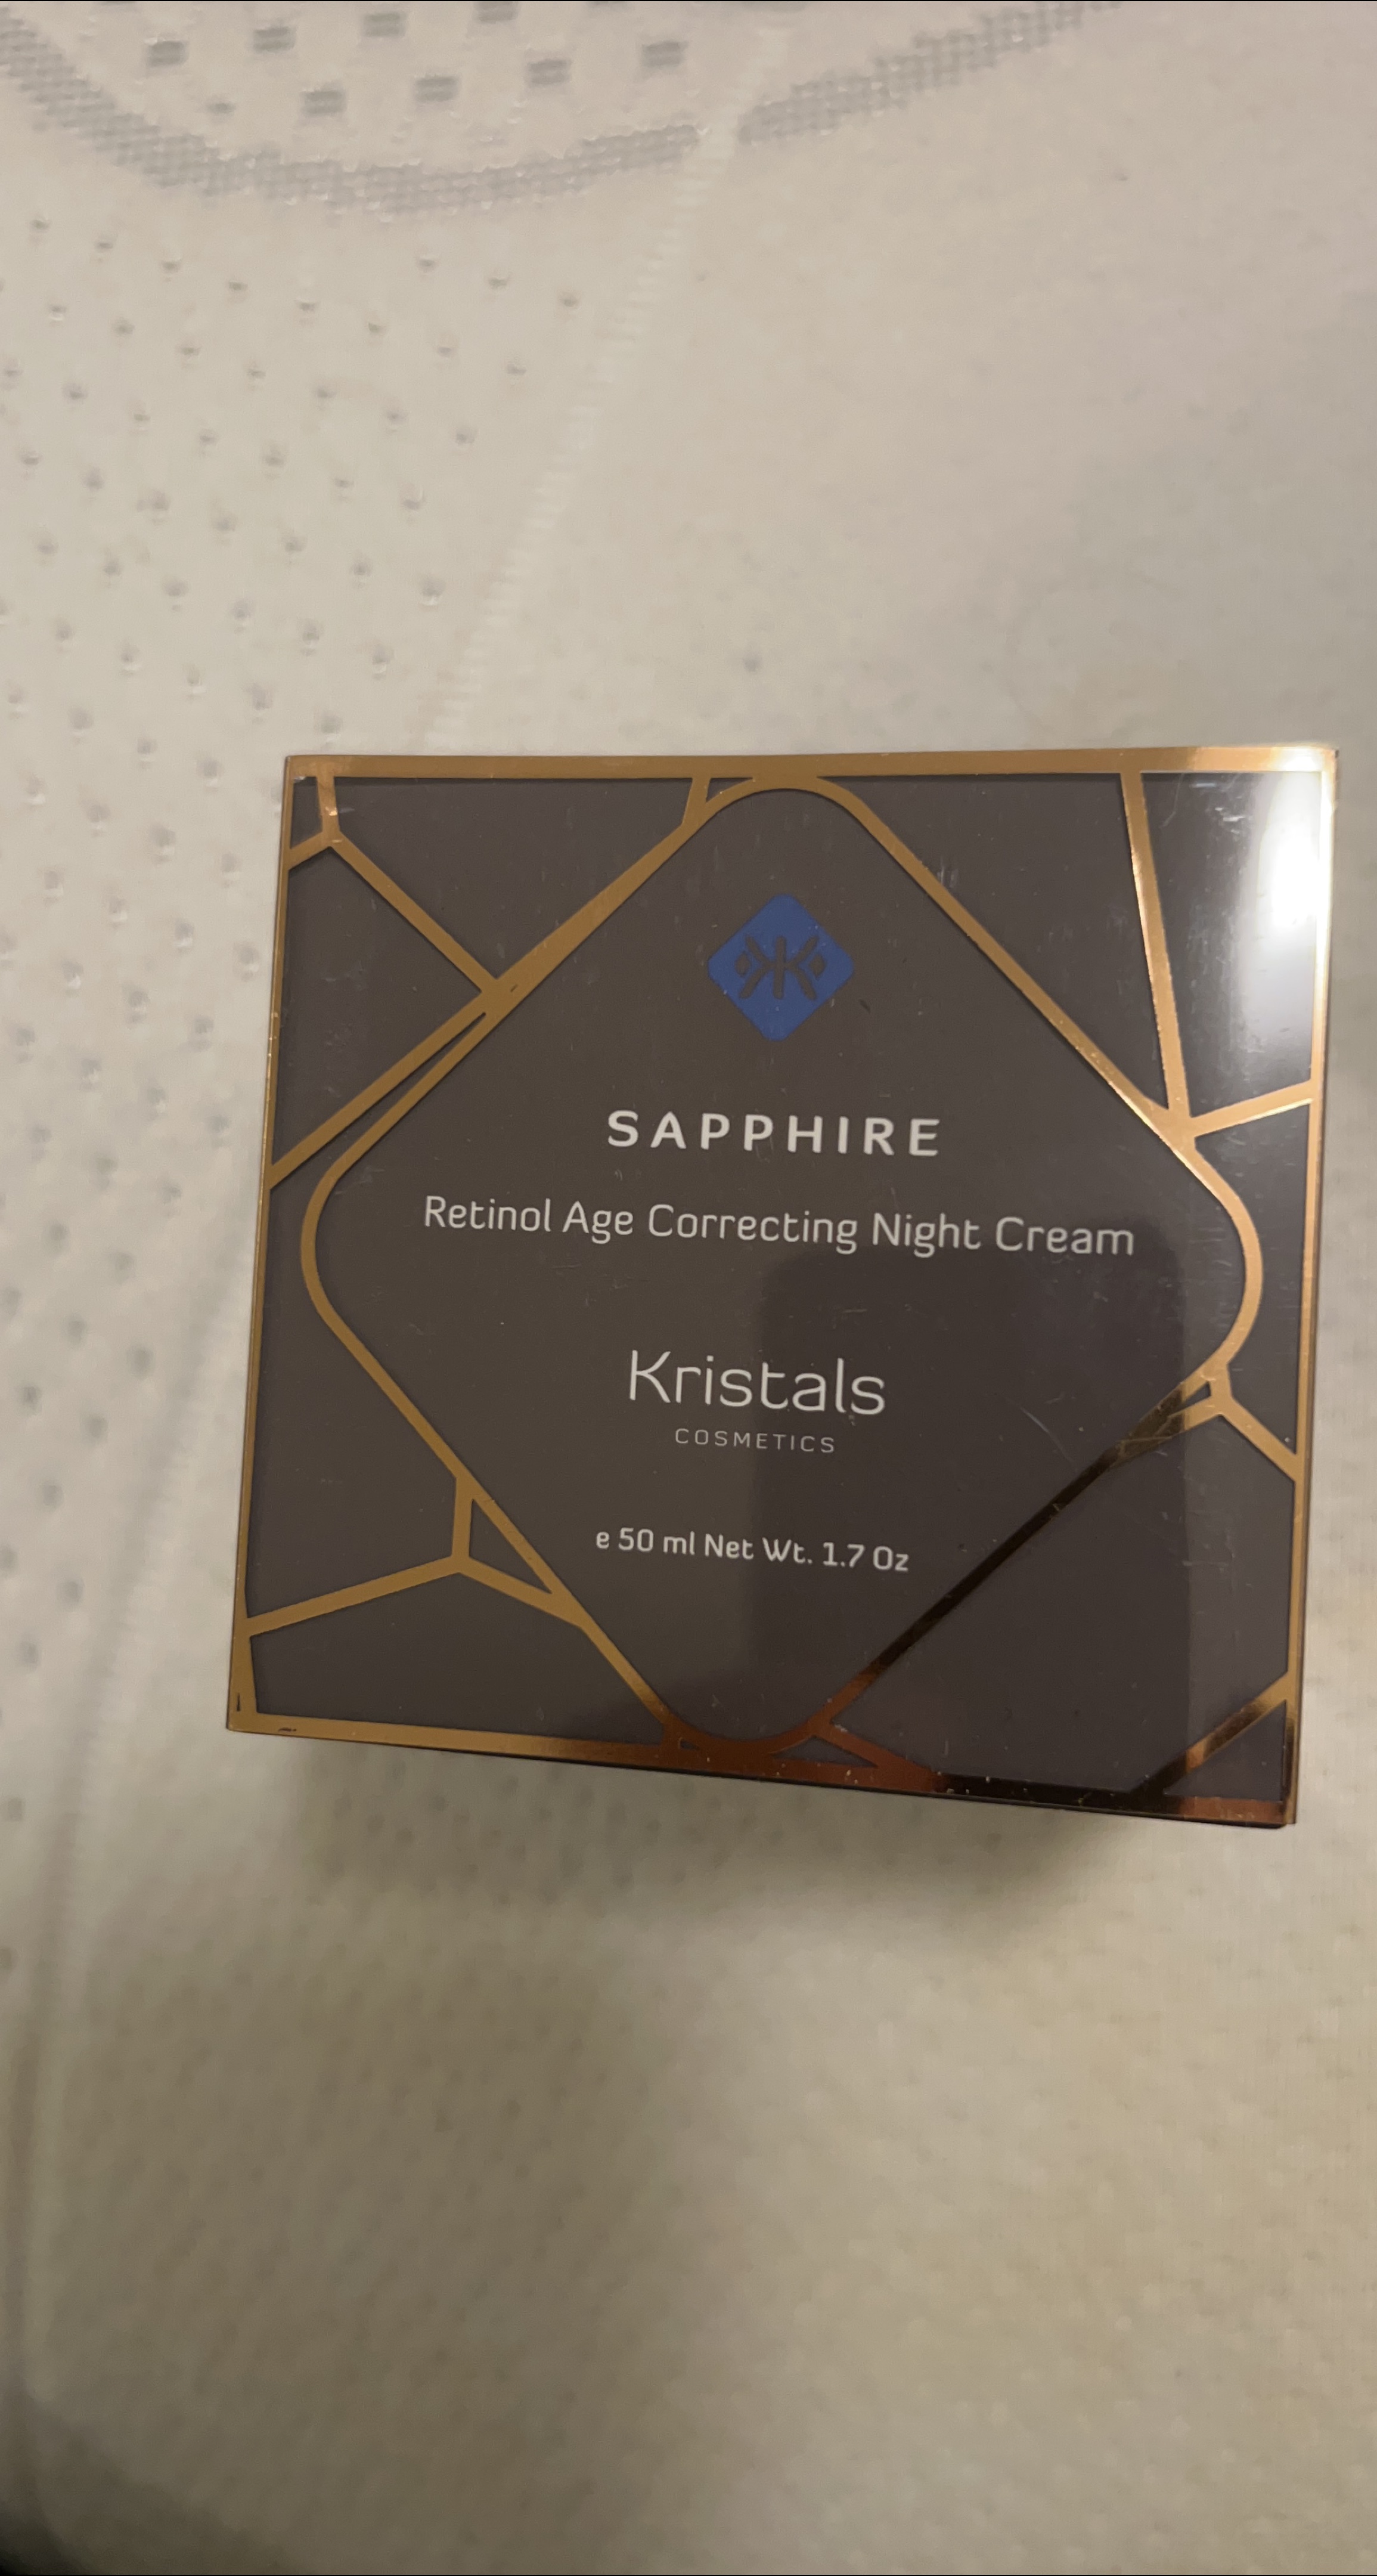 SAPPHIRE
Retinol Age Correcting Night Cream
Kristals
COSMETICS
e 50 ml Net Wt. 1.7 Oz